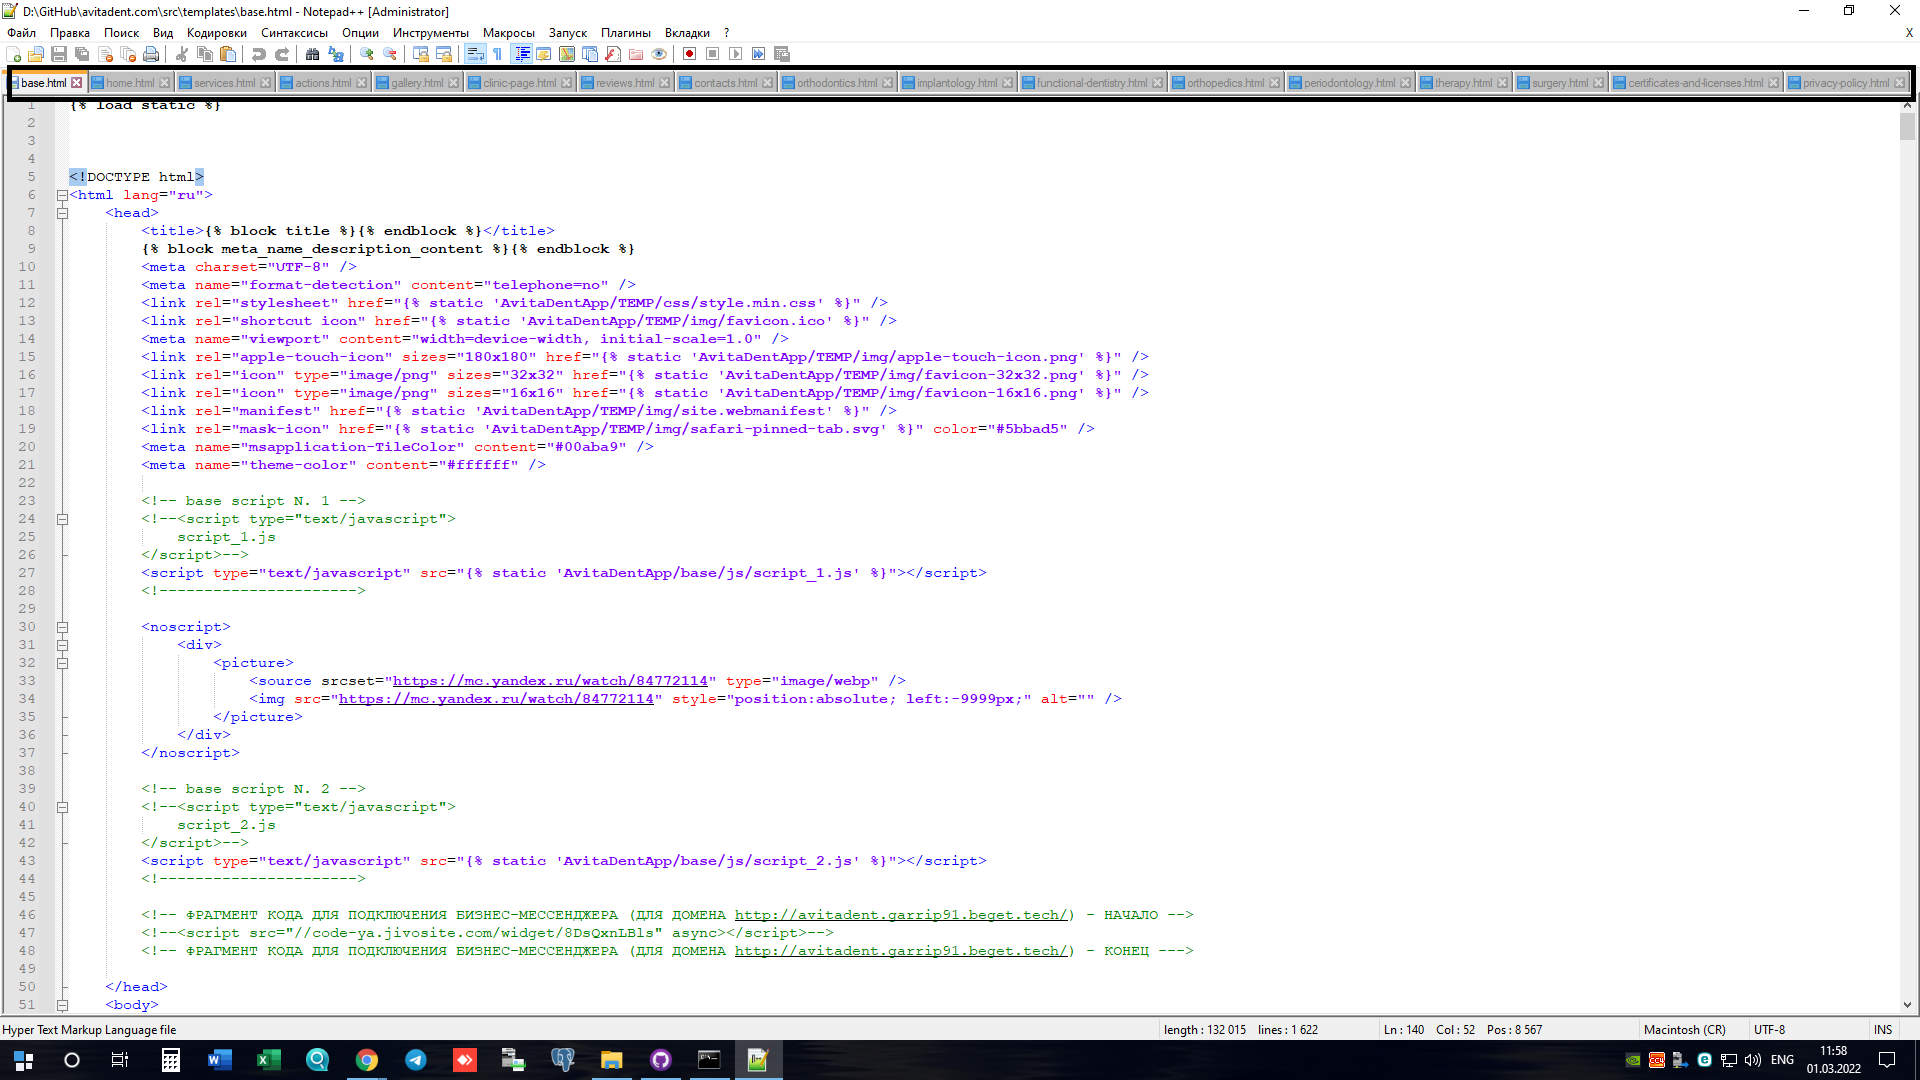 D:\GitHub\avitadent.com\src\templates\base.html - Notepad++ [Administrator]
Файл Правка Поиск Вид Кодировки Синтаксисы Опции Инструменты Макросы Запуск Плагины Вкладки ? X
base.html home.html services.html actions.html gallery.html clinic-page.html reviews.html contacts.html orthodontics.html implantology.html functional-dentistry.html orthopedics.html periodontology.html therapy.html surgery.html certificates-and-licenses.html privacy-policy.html
1 {% load static %}
2
3
4
5 <!DOCTYPE html>
6 <html lang="ru">
7 <head>
8 <title>{% block title %}{% endblock %}</title>
9 {% block meta_name_description_content %}{% endblock %}
10 <meta charset="UTF-8" />
11 <meta name="format-detection" content="telephone=no" />
12 <link rel="stylesheet" href="{% static 'AvitaDentApp/TEMP/css/style.min.css' %}" />
13 <link rel="shortcut icon" href="{% static 'AvitaDentApp/TEMP/img/favicon.ico' %}" />
14 <meta name="viewport" content="width=device-width, initial-scale=1.0" />
15 <link rel="apple-touch-icon" sizes="180x180" href="{% static 'AvitaDentApp/TEMP/img/apple-touch-icon.png' %}" />
16 <link rel="icon" type="image/png" sizes="32x32" href="{% static 'AvitaDentApp/TEMP/img/favicon-32x32.png' %}" />
17 <link rel="icon" type="image/png" sizes="16x16" href="{% static 'AvitaDentApp/TEMP/img/favicon-16x16.png' %}" />
18 <link rel="manifest" href="{% static 'AvitaDentApp/TEMP/img/site.webmanifest' %}" />
19 <link rel="mask-icon" href="{% static 'AvitaDentApp/TEMP/img/safari-pinned-tab.svg' %}" color="#5bbad5" />
20 <meta name="msapplication-TileColor" content="#00aba9" />
21 <meta name="theme-color" content="#ffffff" />
22
23 <!-- base script N. 1 -->
24 <!--<script type="text/javascript">
25 script_1.js
26 </script>-->
27 <script type="text/javascript" src="{% static 'AvitaDentApp/base/js/script_1.js' %}"></script>
28 <!---------------------->
29
30 <noscript>
31 <div>
32 <picture>
33 <source srcset="https://mc.yandex.ru/watch/84772114" type="image/webp" />
34 <img src="https://mc.yandex.ru/watch/84772114" style="position:absolute; left:-9999px;" alt="" />
35 </picture>
36 </div>
37 </noscript>
38
39 <!-- base script N. 2 -->
40 <!--<script type="text/javascript">
41 script_2.js
42 </script>-->
43 <script type="text/javascript" src="{% static 'AvitaDentApp/base/js/script_2.js' %}"></script>
44 <!---------------------->
45
46 <!-- ФРАГМЕНТ КОДА ДЛЯ ПОДКЛЮЧЕНИЯ БИЗНЕС-МЕССЕНДЖЕРА (ДЛЯ ДОМЕНА http://avitadent.garrip91.beget.tech/) - НАЧАЛО -->
47 <!--<script src="//code-ya.jivosite.com/widget/8DsQxnLBls" async></script>-->
48 <!-- ФРАГМЕНТ КОДА ДЛЯ ПОДКЛЮЧЕНИЯ БИЗНЕС-МЕССЕНДЖЕРА (ДЛЯ ДОМЕНА http://avitadent.garrip91.beget.tech/) - КОНЕЦ --->
49
50 </head>
51 <body>
Hyper Text Markup Language file length : 132 015 lines : 1 622 Ln : 140 Col : 52 Pos : 8 567 Macintosh (CR) UTF-8 INS
ENG 11:58
01.03.2022